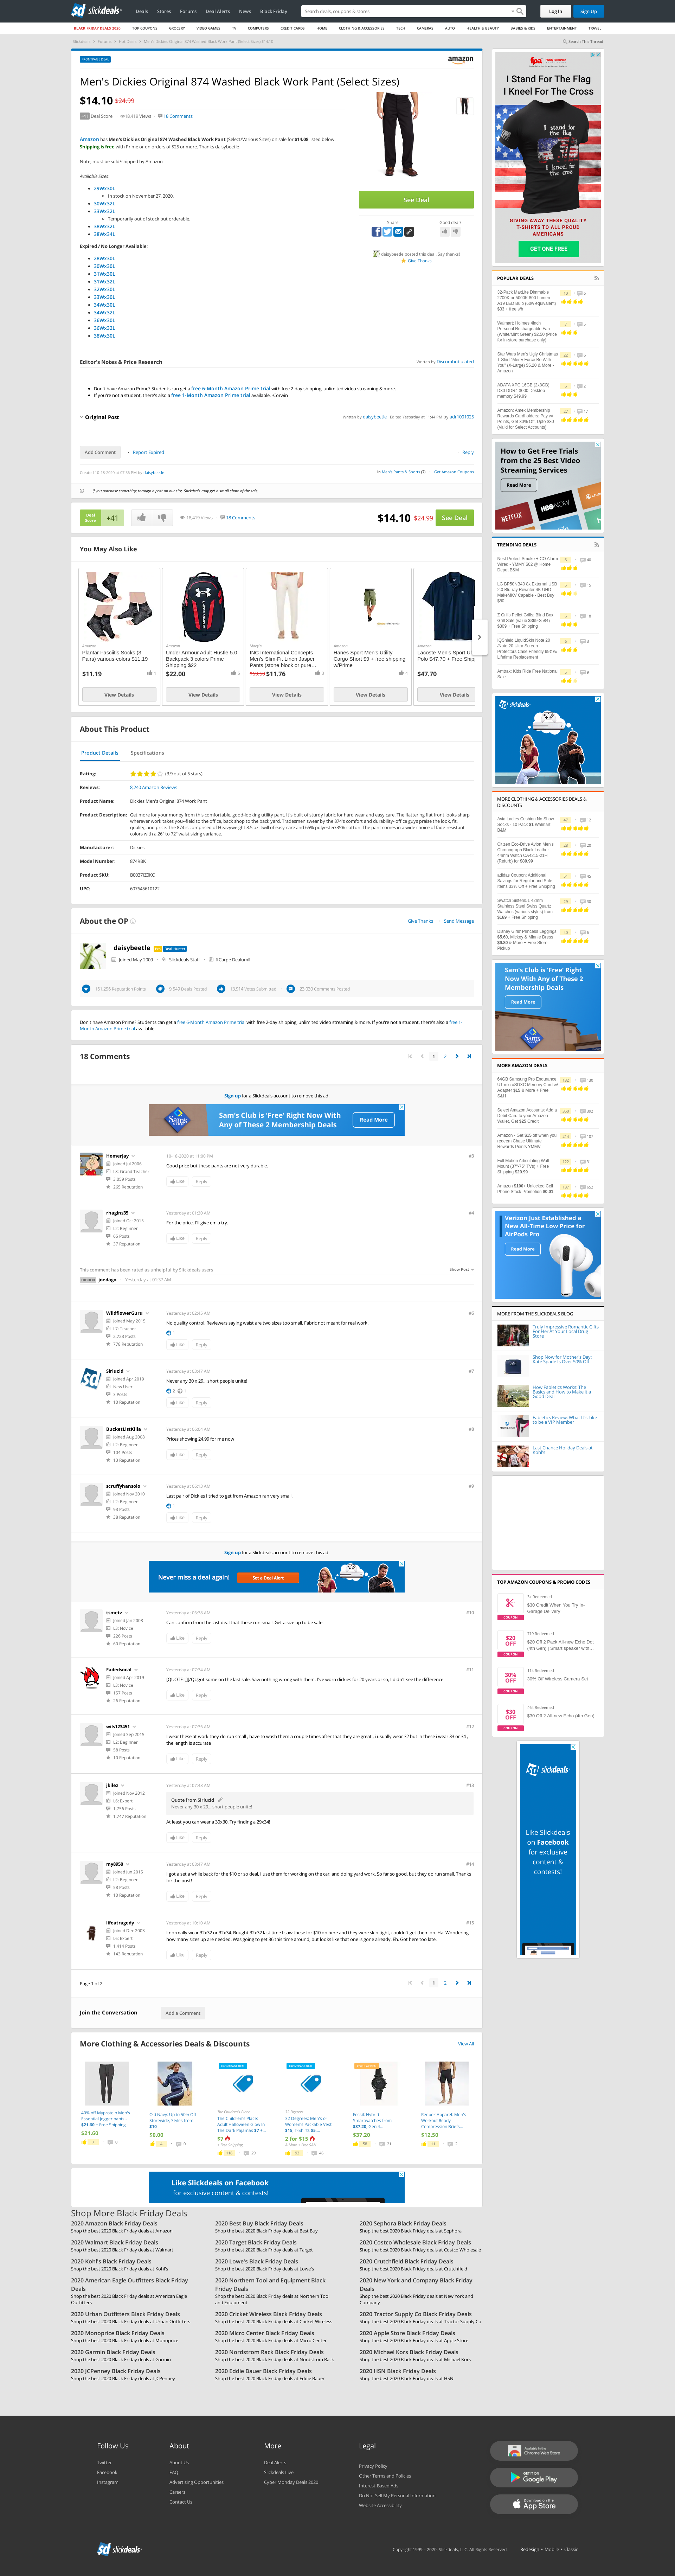 slickdeals
Deals Stores Forums Deal Alerts News Black Friday
Search deals, coupons & stores
Log In
Sign Up
BLACK FRIDAY DEALS 2020 TOP COUPONS GROCERY VIDEO GAMES TV COMPUTERS CREDIT CARDS HOME CLOTHING & ACCESSORIES TECH CAMERAS AUTO HEALTH & BEAUTY BABIES & KIDS ENTERTAINMENT TRAVEL
Search This Thread
amazon
Men's Dickies Original 874 Washed Black Work Pant (Select Sizes)
$14.10 $24.99
Deal Score 18,419 Views 18 Comments
Amazon has Men's Dickies Original 874 Washed Black Work Pant (Select/Various Sizes) on sale for $14.08 listed below.
Shipping is free with Prime or on orders of $25 or more. Thanks daisybeetle
Note, must be sold/shipped by Amazon
Available Sizes:
29Wx30L
In stock on November 27, 2020.
30Wx32L
33Wx32L
Temporarily out of stock but orderable.
38Wx32L
38Wx34L
Expired / No Longer Available:
28Wx30L
30Wx30L
31Wx30L
31Wx32L
32Wx30L
33Wx30L
34Wx30L
34Wx32L
36Wx30L
36Wx32L
38Wx30L
See Deal
Share
Good deal?
daisybeetle posted this deal. Say thanks!
Give Thanks
Editor's Notes & Price Research
Written by Discombobulated
Don't have Amazon Prime? Students can get a free 6-Month Amazon Prime trial with free 2-day shipping, unlimited video streaming & more.
If you're not a student, there's also a free 1-Month Amazon Prime trial available. -Corwin
Original Post
Written by daisybeetle Edited Yesterday at 11:44 PM by adr1001025
Add Comment
Report Expired
Reply
Created 10-18-2020 at 07:38 PM by daisybeetle
in Men's Pants & Shorts (7) Get Amazon Coupons
If you purchase something through a post on our site, Slickdeals may get a small share of the sale.
Deal Score +41
18,419 Views 18 Comments
$14.10 $24.99 See Deal
You May Also Like
Amazon
Plantar Fasciitis Socks (3 Pairs) various-colors $11.19
$11.19
View Details
Amazon
Under Armour Adult Hustle 5.0 Backpack 3 colors Prime Shipping $22
$22.00
View Details
Macy's
INC International Concepts Men's Slim-Fit Linen Jasper Pants (stone block or pure...
$69.50 $11.76
View Details
Amazon
Hanes Sport Men's Utility Cargo Short $9 + free shipping w/Prime
View Details
Amazon
Lacoste Men's Sport Ul
Polo $47.70 + Free Ship
$47.70
View Details
About This Product
Product Details Specifications
Rating: (3.9 out of 5 stars)
Reviews: 8,240 Amazon Reviews
Product Name: Dickies Men's Original 874 Work Pant
Product Description: Get more for your money from this comfortable, good-looking durable quality work pant. It's built of stain and wrinkle resistant fabric that stays looking sharp all day. The distinctive tunnel belt loops and the sturdy metal tab closure at the waist bring you back to the early days. Tradesmen swear by the 874's comfort and durability-office guys praise the look, fit, quality, and price. The 874 is constructed of Heavyweight 8.5 oz. twill of easy-care and 65% polyester/35% cotton. The pant comes in a wide range of flattering yet classic colors with a 26" to 72" waist sizing variance.
Manufacturer: Dickies
Model Number: 874RBK
Product SKU: B0037IZ0KC
UPC: 607645610122
About the OP
Give Thanks Send Message
daisybeetle
Joined May 2009 Slickdeals Staff : Carpe Dealum:
161,296 Reputation Points 9,589 Deals Posted 13,914 Votes Submitted 23,039 Comments Posted
Don't have Amazon Prime? Students can get a free 6-Month Amazon Prime trial with free 2-day shipping, unlimited video streaming & more. If you're not a student, there's also a free 1-Month Amazon Prime trial available.
18 Comments
1 2
Sign up for a Slickdeals account to remove this ad.
Sam's Club is 'Free' Right Now With Any of These 2 Membership Deals
Read More
HomerJay
Joined Jul 2006
L8: Grand Teacher
3,059 Posts
265 Reputation
10-18-2020 at 11:08 PM
#3
Good price but these pants are not very durable.
Like Reply
rhagins35
Joined Oct 2015
L2: Beginner
65 Posts
37 Reputation
Yesterday at 01:30 AM
#4
For the price, I'll give em a try.
Like Reply
This comment has been rated as unhelpful by Slickdeals users
Show Post
joedago Yesterday at 01:37 AM
WildflowerGuru
Joined May 2015
L7: Teacher
2,723 Posts
778 Reputation
Yesterday at 02:45 AM
#6
No quality control. Reviewers saying waist are two sizes too small. Fabric not meant for real work.
1
Like Reply
Sirlucid
Joined Apr 2019
New User
3 Posts
10 Reputation
Yesterday at 03:47 AM
#7
Never any 30 x 29.., short people unite!
2 1
Like Reply
BucketListKilla
Joined Aug 2008
L2: Beginner
104 Posts
13 Reputation
Yesterday at 06:04 AM
#8
Prices showing 24.99 for me now
Like Reply
scruffyhansolo
Joined Nov 2010
L2: Beginner
50 Posts
38 Reputation
Yesterday at 06:13 AM
#9
Last pair of Dickies I tried to get from Amazon ran very small.
1
Like Reply
Sign up for a Slickdeals account to remove this ad.
Never miss a deal again!
Set a Deal Alert
tsmetz
Joined Jan 2008
L3: Novice
226 Posts
60 Reputation
Yesterday at 06:38 AM
#10
Can confirm from the last deal that these run small. Get a size up to be safe.
Like Reply
Fadedsocal
Joined Apr 2019
L3: Novice
157 Posts
26 Reputation
Yesterday at 07:24 AM
#11
[QUOTE=;]I/QUgot some on the last sale. Saw nothing wrong with them. I've worn dickies for 20 years or so, I didn't see the difference
Like Reply
wils123451
Joined Sep 2015
L2: Beginner
58 Posts
10 Reputation
Yesterday at 07:36 AM
#12
I wear these at work they do run small , have to wash them a couple times after that they are great , i usually wear 32 but in these i wear 33 or 34 , the length is accurate
Like Reply
jkiloz
Joined Nov 2012
L6: Expert
1,756 Posts
1,747 Reputation
Yesterday at 07:44 AM
#13
Quote from Sirlucid
Never any 30 x 29.., short people unite!
At least you can wear a 30x30. Try finding a 29x34!
Like Reply
my8950
Joined Jun 2015
L2: Beginner
58 Posts
10 Reputation
Yesterday at 08:47 AM
#14
I got a set a while back for the $10 or so deal, I use them for working on the car, and doing yard work. So far so good, but they do run small. Thanks for the post!
Like Reply
lifeatragedy
Joined Dec 2003
L6: Expert
1,414 Posts
143 Reputation
Yesterday at 10:10 AM
#15
I normally wear 32x32 or 32x34. Bought 32x32 last time I saw these for $10 on here and they were skin tight, couldn't get them on. Ha. Wondering how many sizes up are needed. Was going to get 36 this time around, but looks like that one is gone already. Eh. Got here too late .
Like Reply
Page 1 of 2
1 2
Join the Conversation
Add a Comment
More Clothing & Accessories Deals & Discounts
View All
40% off Myprotein Men's Essential Jogger pants - $21.60 + Free Shipping
$21.60
Old Navy: Up to 50% Off Storewide, Styles from $10
$0.00
The Children's Place
The Children's Place: Adult Halloween Glow In The Dark Pajamas $7 +...
$7
+ Free Shipping
32 degrees
32 Degrees: Men's or Women's Packable Vest $15, T-Shirts $5...
2 for $15
Fossil: Hybrid Smartwatches from $37.20, Gen 4...
$37.20
Reebok Apparel: Men's Workout Ready Compression Briefs...
$12.50
Like Slickdeals on Facebook
for exclusive content & contests!
Shop More Black Friday Deals
2020 Amazon Black Friday Deals
Shop the best 2020 Black Friday deals at Amazon
2020 Best Buy Black Friday Deals
Shop the best 2020 Black Friday deals at Best Buy
2020 Sephora Black Friday Deals
Shop the best 2020 Black Friday deals at Sephora
2020 Walmart Black Friday Deals
Shop the best 2020 Black Friday deals at Walmart
2020 Target Black Friday Deals
Shop the best 2020 Black Friday deals at Target
2020 Costco Wholesale Black Friday Deals
Shop the best 2020 Black Friday deals at Costco Wholesale
2020 Kohl's Black Friday Deals
Shop the best 2020 Black Friday deals at Kohl's
2020 Lowe's Black Friday Deals
Shop the best 2020 Black Friday deals at Lowe's
2020 Crutchfield Black Friday Deals
Shop the best 2020 Black Friday deals at Crutchfield
2020 American Eagle Outfitters Black Friday Deals
Shop the best 2020 Black Friday deals at American Eagle Outfitters
2020 Northern Tool and Equipment Black Friday Deals
Shop the best 2020 Black Friday deals at Northern Tool and Equipment
2020 New York and Company Black Friday Deals
Shop the best 2020 Black Friday deals at New York and Company
2020 Urban Outfitters Black Friday Deals
Shop the best 2020 Black Friday deals at Urban Outfitters
2020 Cricket Wireless Black Friday Deals
Shop the best 2020 Black Friday deals at Cricket Wireless
2020 Tractor Supply Co Black Friday Deals
Shop the best 2020 Black Friday deals at Tractor Supply Co
2020 Monoprice Black Friday Deals
Shop the best 2020 Black Friday deals at Monoprice
2020 Micro Center Black Friday Deals
Shop the best 2020 Black Friday deals at Micro Center
2020 Apple Store Black Friday Deals
Shop the best 2020 Black Friday deals at Apple Store
2020 Garmin Black Friday Deals
Shop the best 2020 Black Friday deals at Garmin
2020 Nordstrom Rack Black Friday Deals
Shop the best 2020 Black Friday deals at Nordstrom Rack
2020 Michael Kors Black Friday Deals
Shop the best 2020 Black Friday deals at Michael Kors
2020 JCPenney Black Friday Deals
Shop the best 2020 Black Friday deals at JCPenney
2020 Eddie Bauer Black Friday Deals
Shop the best 2020 Black Friday deals at Eddie Bauer
2020 HSN Black Friday Deals
Shop the best 2020 Black Friday deals at HSN
I Stand For The Flag
I Kneel For The Cross
GIVING AWAY THESE QUALITY T-SHIRTS TO ALL PROUD AMERICANS
GET ONE FREE
POPULAR DEALS
How to Get Free Trials from the 25 Best Video Streaming Services
Read More
NETFLIX
TRENDING DEALS
slickdeals
MORE CLOTHING & ACCESSORIES DEALS & DISCOUNTS
Sam's Club is 'Free' Right Now With Any of These 2 Membership Deals
Read More
MORE AMAZON DEALS
Verizon Just Established a New All-Time Low Price for AirPods Pro
Read More
MORE FROM THE SLICKDEALS BLOG
Truly Impressive Romantic Gifts For Her At Your Local Drug Store
Shop Now for Mother's Day: Kate Spade Is Over 50% Off
How Fabletics Works: The Basics and How to Make it a Good Deal
Fabletics Review: What It's Like to be a VIP Member
Last Chance Holiday Deals at Kohl's
TOP AMAZON COUPONS & PROMO CODES
$30 Credit When You Try In-Garage Delivery
COUPON
$20 OFF
$20 Off 2 Pack All-new Echo Dot (4th Gen) | Smart speaker with...
COUPON
30% OFF
30% Off Wireless Camera Set
COUPON
$30 OFF
$30 Off 2 All-new Echo (4th Gen)
COUPON
slickdeals
Like Slickdeals on Facebook for exclusive content & contests!
Follow Us
Twitter
Facebook
Instagram
About
About Us
FAQ
Advertising Opportunities
Careers
Contact Us
More
Deal Alerts
Slickdeals Live
Cyber Monday Deals 2020
Legal
Privacy Policy
Other Terms and Policies
Interest-Based Ads
Do Not Sell My Personal Information
Website Accessibility
Available in the Chrome Web Store
GET IT ON Google Play
Download on the App Store
slickdeals
Copyright 1999 - 2020. Slickdeals, LLC. All Rights Reserved. Redesign • Mobile • Classic